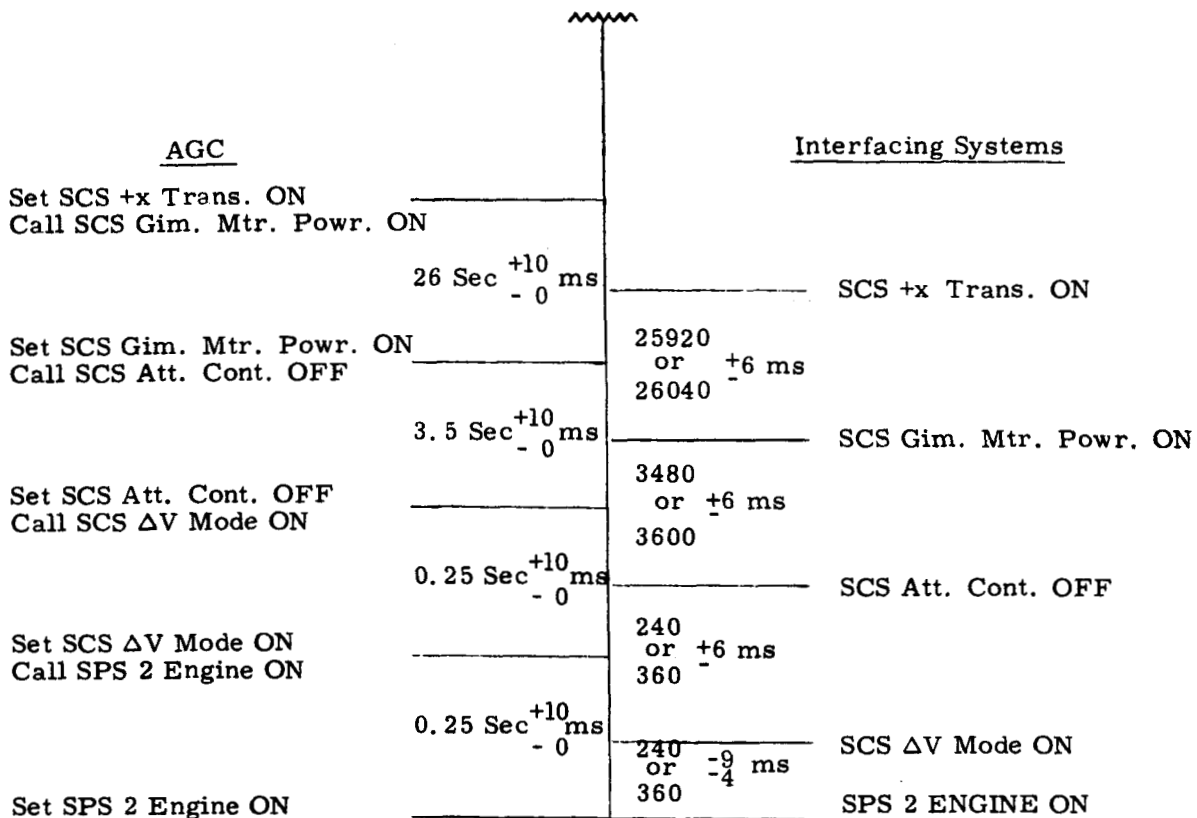 AGC
Interfacing Systems
Set SCS +x Trans. ON
Call SCS Gim. Mtr. Powr. ON
26 Sec +10 - 0 ms
SCS +x Trans. ON
25920
or ±6 ms
26040
Set SCS Gim. Mtr. Powr. ON
Call SCS Att. Cont. OFF
3.5 Sec +10 - 0 ms
SCS Gim. Mtr. Powr. ON
3480
or ±6 ms
3600
Set SCS Att. Cont. OFF
Call SCS ΔV Mode ON
0.25 Sec +10 - 0 ms
SCS Att. Cont. OFF
240
or ±6 ms
360
Set SCS ΔV Mode ON
Call SPS 2 Engine ON
0.25 Sec +10 - 0 ms
SCS ΔV Mode ON
240
or -9 -4 ms
360
Set SPS 2 Engine ON
SPS 2 ENGINE ON